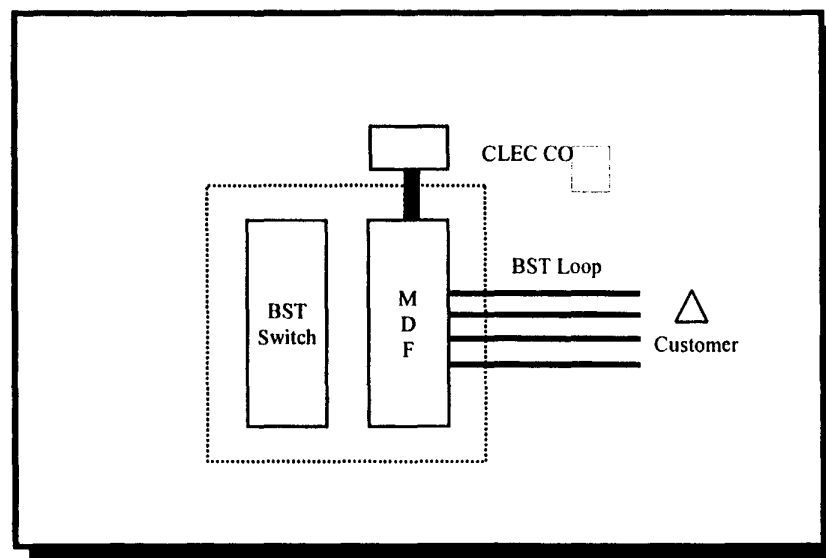 CLEC CO
BST Loop
BST
Switch
M
D
F
Customer